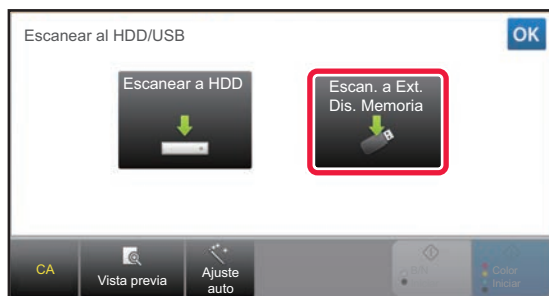 Escanear al HDD/USB
OK
Escanear a HDD
Escan. a Ext.
Dis. Memoria
CA
Vista previa
Ajuste
auto
B/N
Color
Iniciar